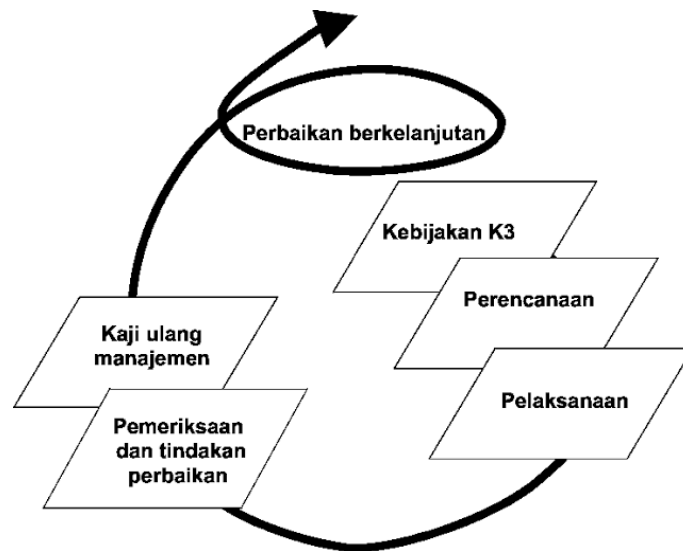 Perbaikan berkelanjutan
Kebijakan K3
Perencanaan
Pelaksanaan
Kaji ulang
manajemen
Pemeriksaan
dan tindakan
perbaikan